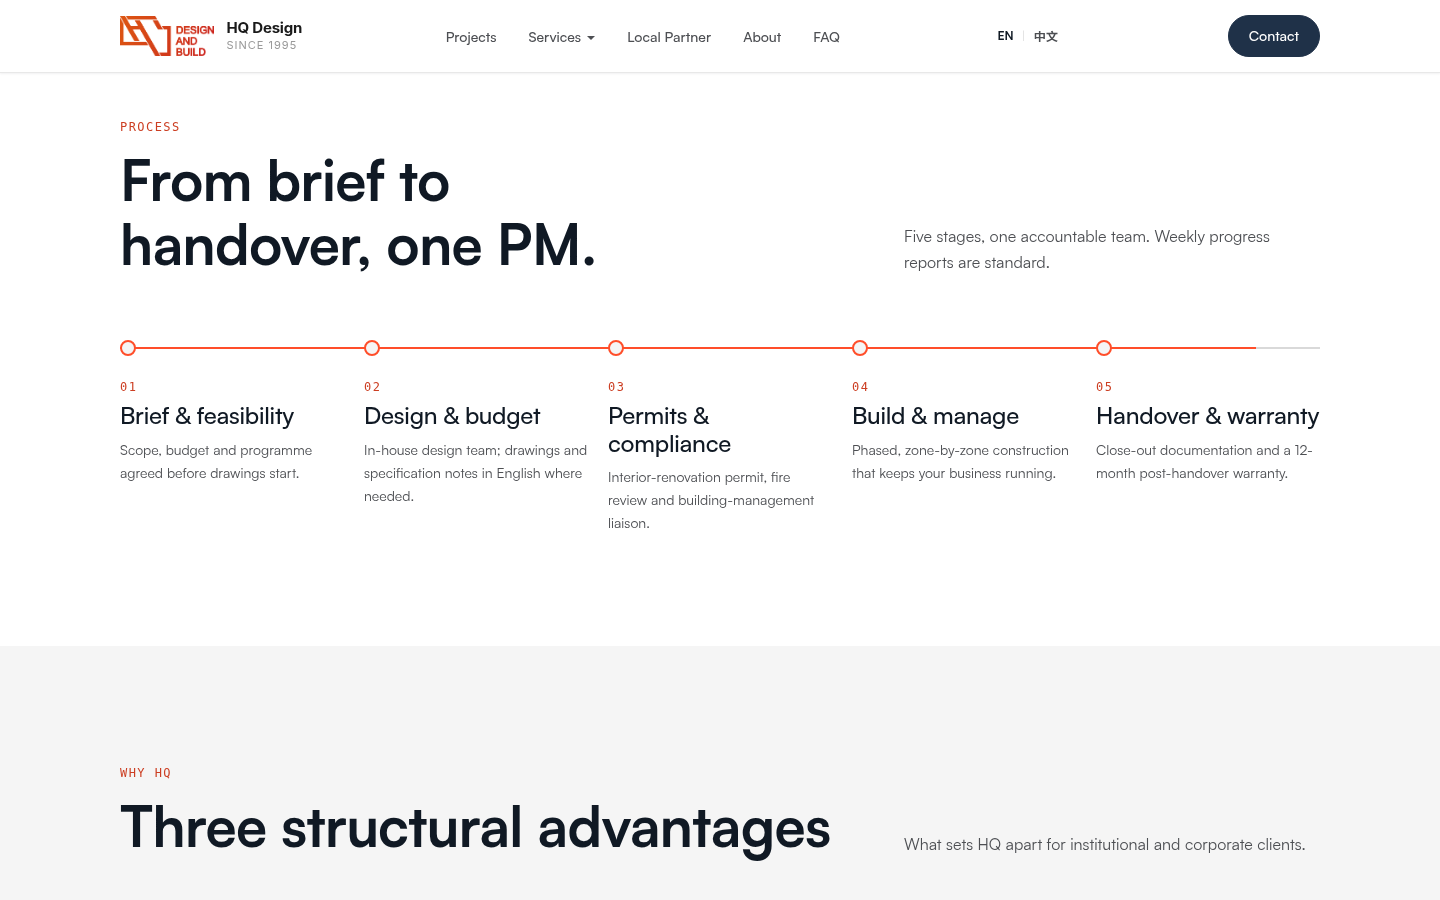 DESIGN
AND
BUILD
HQ Design
SINCE 1995
Projects
Services
Local Partner
About
FAQ
EN
中文
Contact
PROCESS
From brief to
handover, one PM.
Five stages, one accountable team. Weekly progress
reports are standard.
01
Brief & feasibility
Scope, budget and programme
agreed before drawings start.
02
Design & budget
In-house design team; drawings and
specification notes in English where
needed.
03
Permits &
compliance
Interior-renovation permit, fire
review and building-management
liaison.
04
Build & manage
Phased, zone-by-zone construction
that keeps your business running.
05
Handover & warranty
Close-out documentation and a 12-
month post-handover warranty.
WHY HQ
Three structural advantages
What sets HQ apart for institutional and corporate clients.